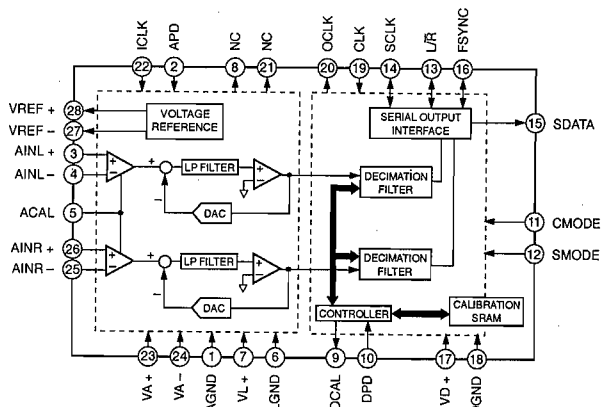 ICLK APD NC NC OCLK CLK SCLK L/R̅ FSYNC
22 2 8 21 20 19 14 13 16
VREF + 28
VREF - 27
VOLTAGE
REFERENCE
SERIAL OUTPUT
INTERFACE
15 SDATA
AINL + 3
AINL - 4
+ - + - LP FILTER + -
DAC
DECIMATION
FILTER
ACAL 5
11 CMODE
12 SMODE
AINR + 26
AINR - 25
+ - + - LP FILTER + -
DAC
DECIMATION
FILTER
CONTROLLER
CALIBRATION
SRAM
23 24 1 7 6 9 10 17 18
VA + VA - AGND VL + LGND DCAL DPD VD + DGND